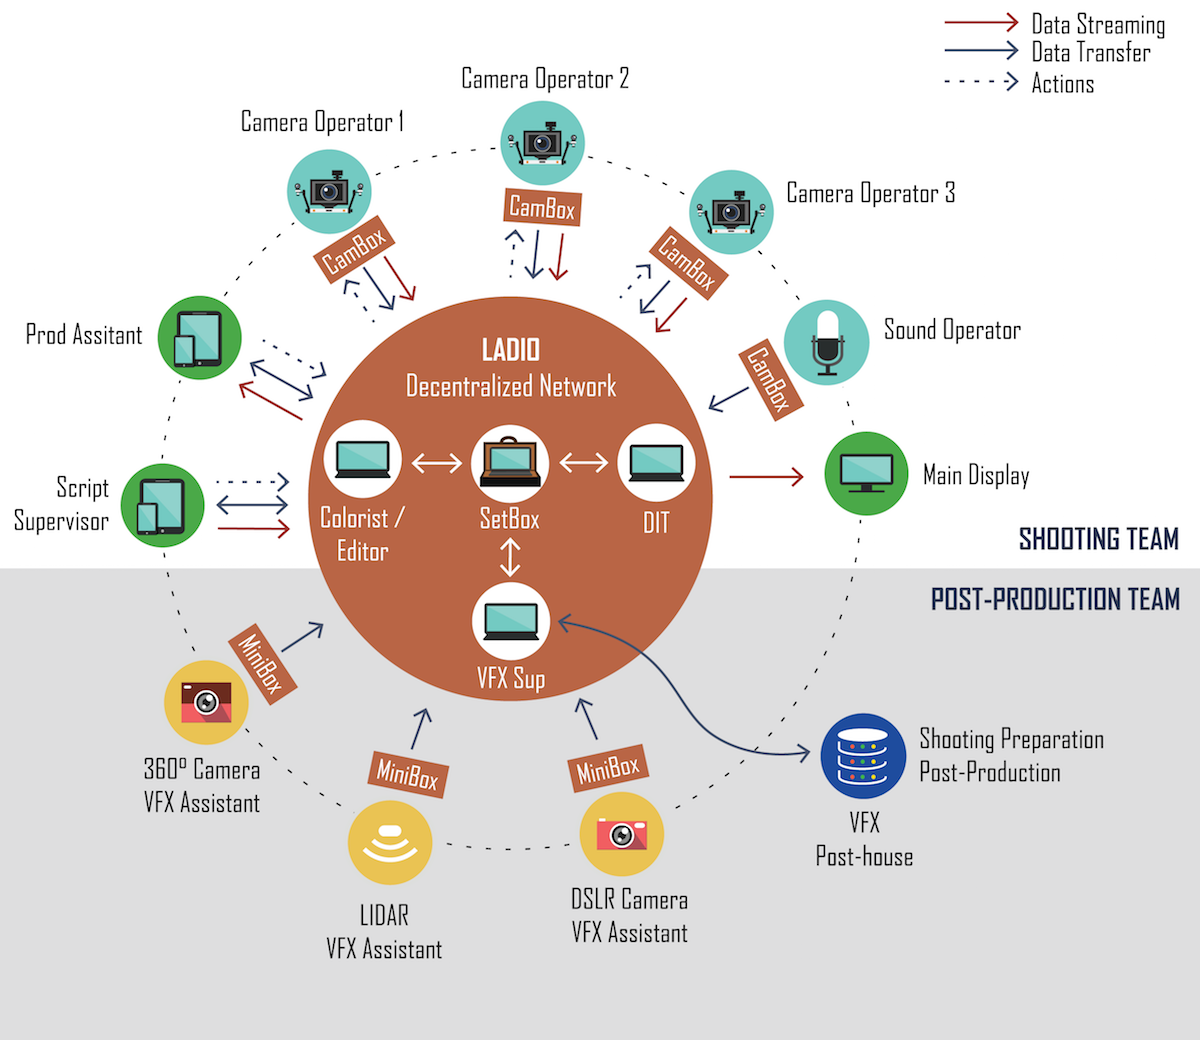 Data Streaming
Data Transfer
Actions
Camera Operator 2
Camera Operator 1
Camera Operator 3
CamBox
CamBox
CamBox
Prod Assitant
Sound Operator
CamBox
LADIO
Decentralized Network
Script
Supervisor
Main Display
Colorist /
Editor
SetBox
DIT
SHOOTING TEAM
POST-PRODUCTION TEAM
VFX Sup
MiniBox
MiniBox
MiniBox
360º Camera
VFX Assistant
Shooting Preparation
Post-Production
VFX
Post-house
LIDAR
VFX Assistant
DSLR Camera
VFX Assistant